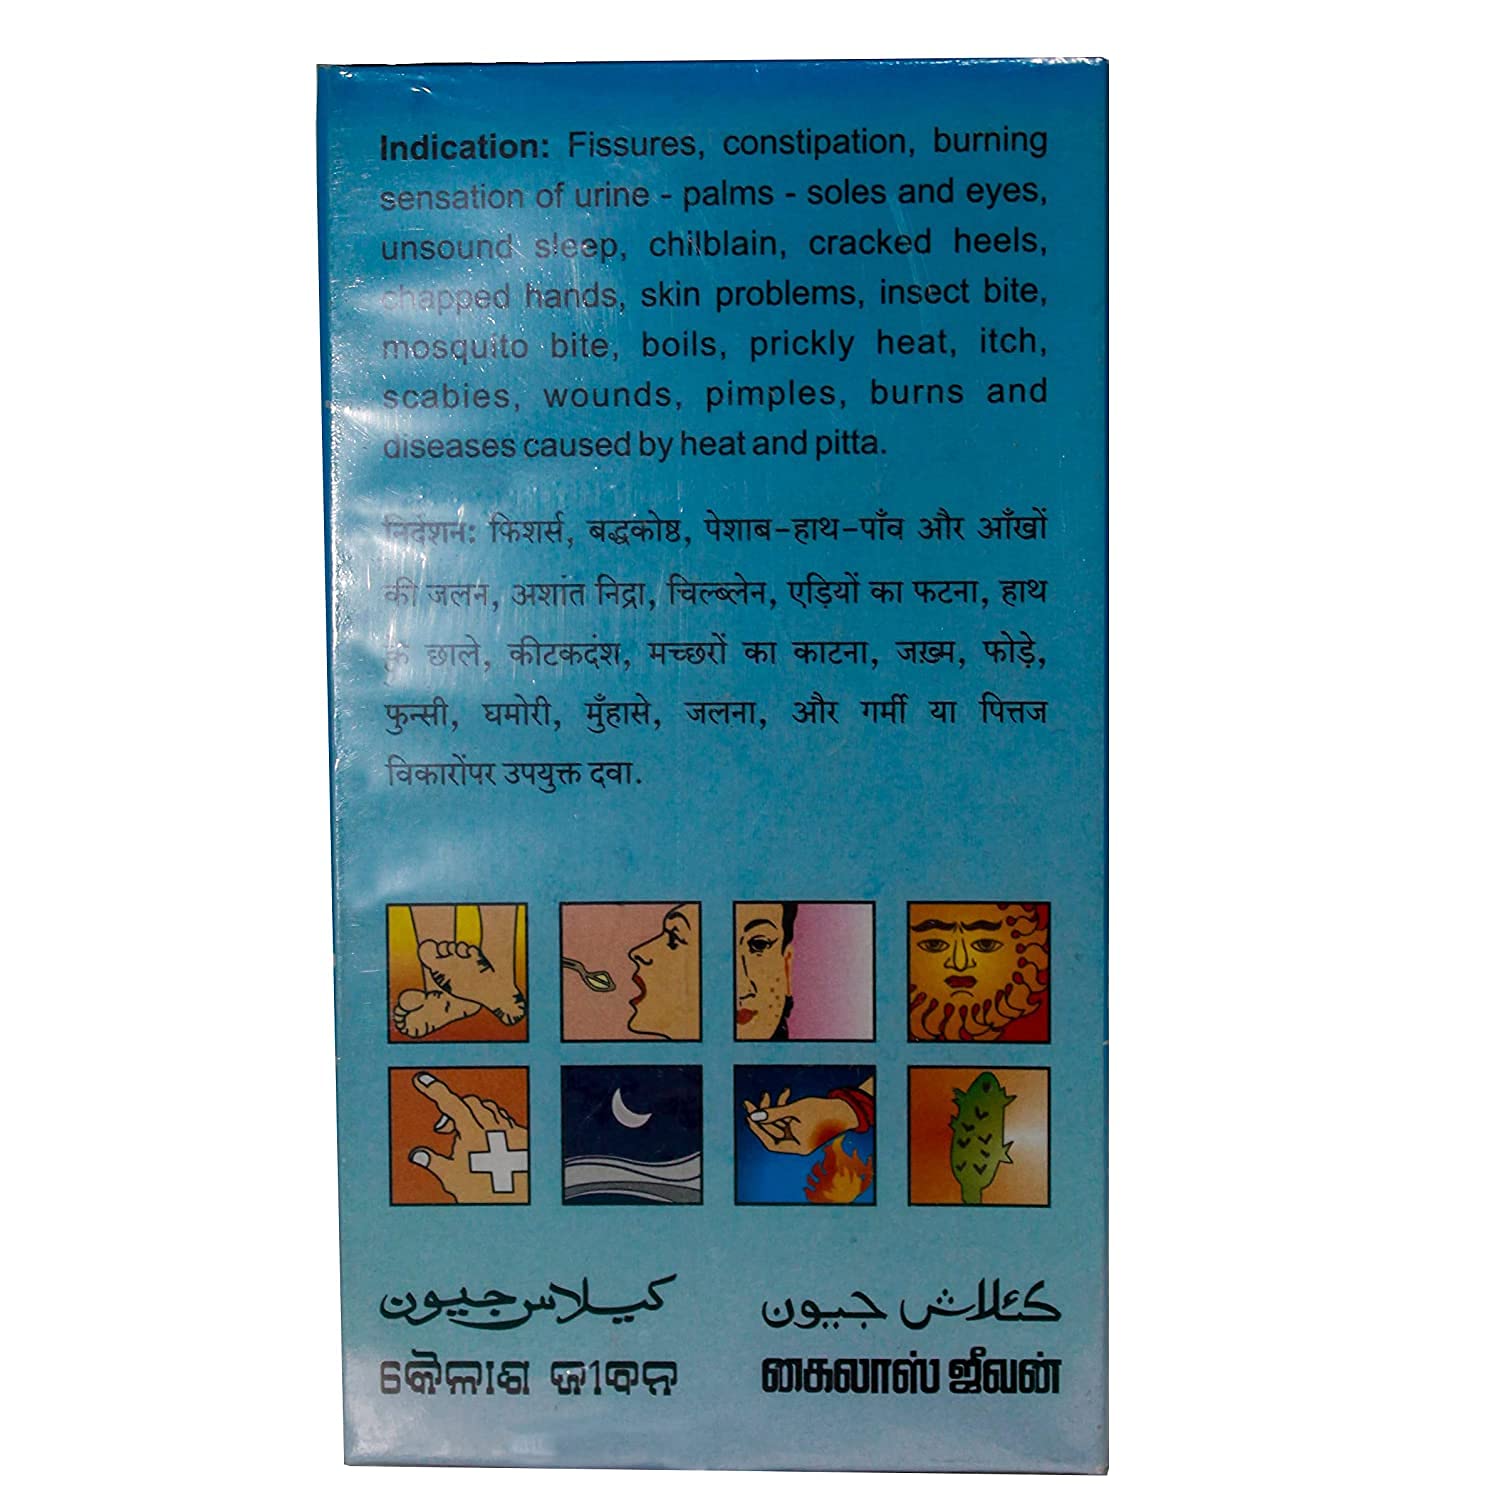 Indication: Fissures, constipation, burning
sensation of urine - palms - soles and eyes,
unsound sleep, chilblain, cracked heels,
chapped hands, skin problems, insect bite,
mosquito bite, boils, prickly heat, itch,
scabies, wounds, pimples, burns and
diseases caused by heat and pitta.
निर्देशन: फिशर्स, बद्धकोष्ठ, पेशाब-हाथ-पाँव और आँखों
की जलन, अशांत निद्रा, चिल्ब्लेन, एड़ियों का फटना, हाथ
के छाले, कीटकदंश, मच्छरों का काटना, जख़्म, फोड़े,
फुन्सी, घमोरी, मुँहासे, जलना, और गर्मी या पित्तज
विकारोंपर उपयुक्त दवा.
کیلاس جیون کئلاش جیون
କୈଳାଶ ଜୀବନ கைலாஸ் ஜீவன்